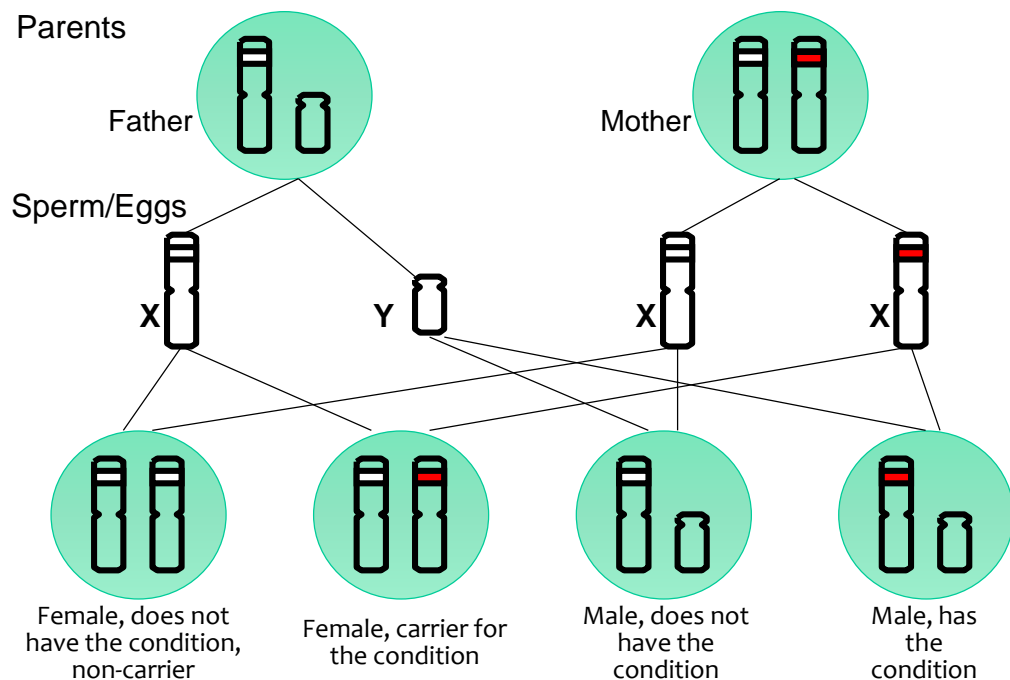 Parents
Father
Mother
Sperm/Eggs
X
Y
X
X
Female, does not
have the condition,
non-carrier
Female, carrier for
the condition
Male, does not
have the
condition
Male, has
the
condition